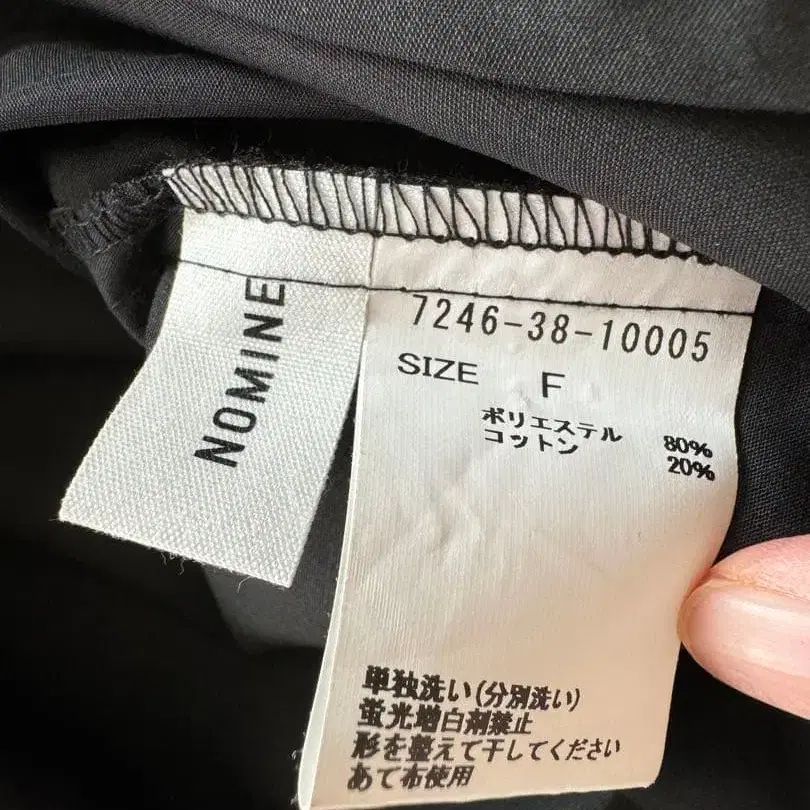 NOMINE
7246-38-10005
SIZE F
ポリエステル 80%
コットン 20%
単独洗い(分別洗い)
蛍光増白剤禁止
形を整えて干してください
あて布使用